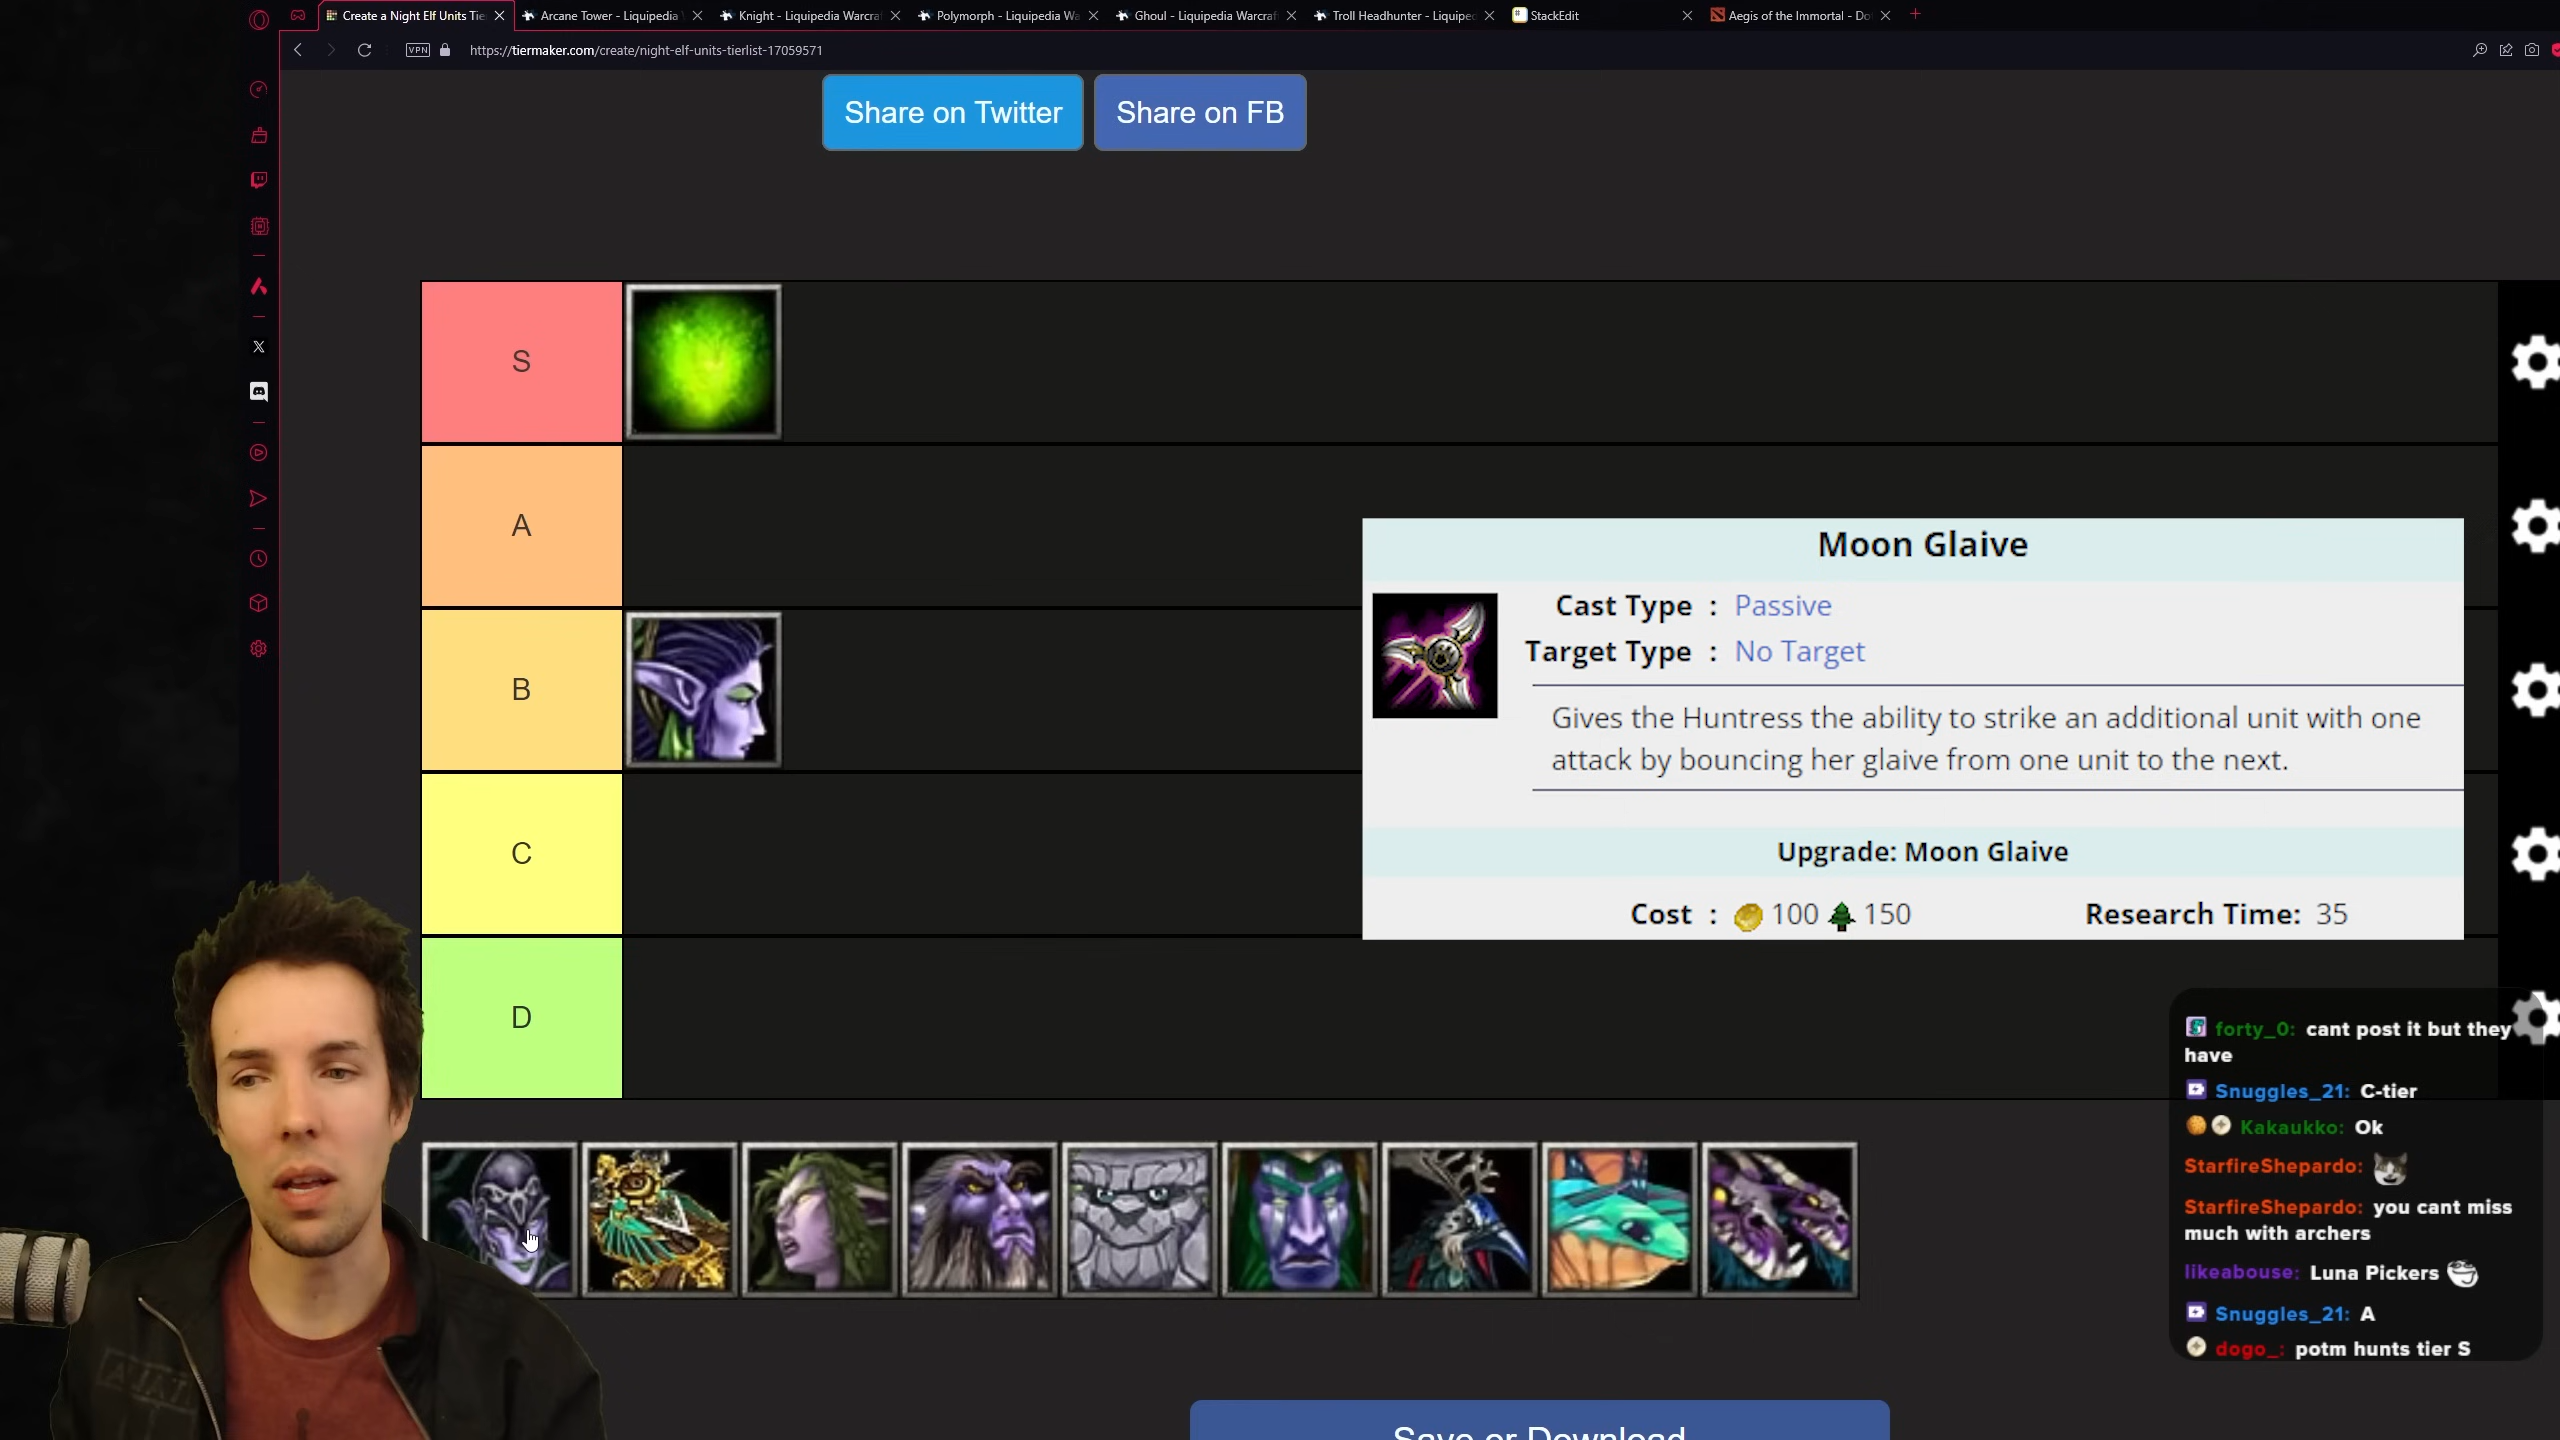 Create a Night Elf Units Tie
Arcane Tower - Liquipedia
Knight - Liquipedia Warcra
Polymorph - Liquipedia Wa
Ghoul - Liquipedia Warcraf
Troll Headhunter - Liquiped
StackEdit
Aegis of the Immortal - Do
VPN
https://tiermaker.com/create/night-elf-units-tierlist-17059571
Share on Twitter
Share on FB
S
A
B
C
D
Moon Glaive
Cast Type : Passive
Target Type : No Target
Gives the Huntress the ability to strike an additional unit with one
attack by bouncing her glaive from one unit to the next.
Upgrade: Moon Glaive
Cost : 100 150 Research Time: 35
forty_0: cant post it but they
have
Snuggles_21: C-tier
Kakaukko: Ok
StarfireShepardo:
StarfireShepardo: you cant miss
much with archers
likeabouse: Luna Pickers
Snuggles_21: A
dogo_: potm hunts tier S
Save or Download